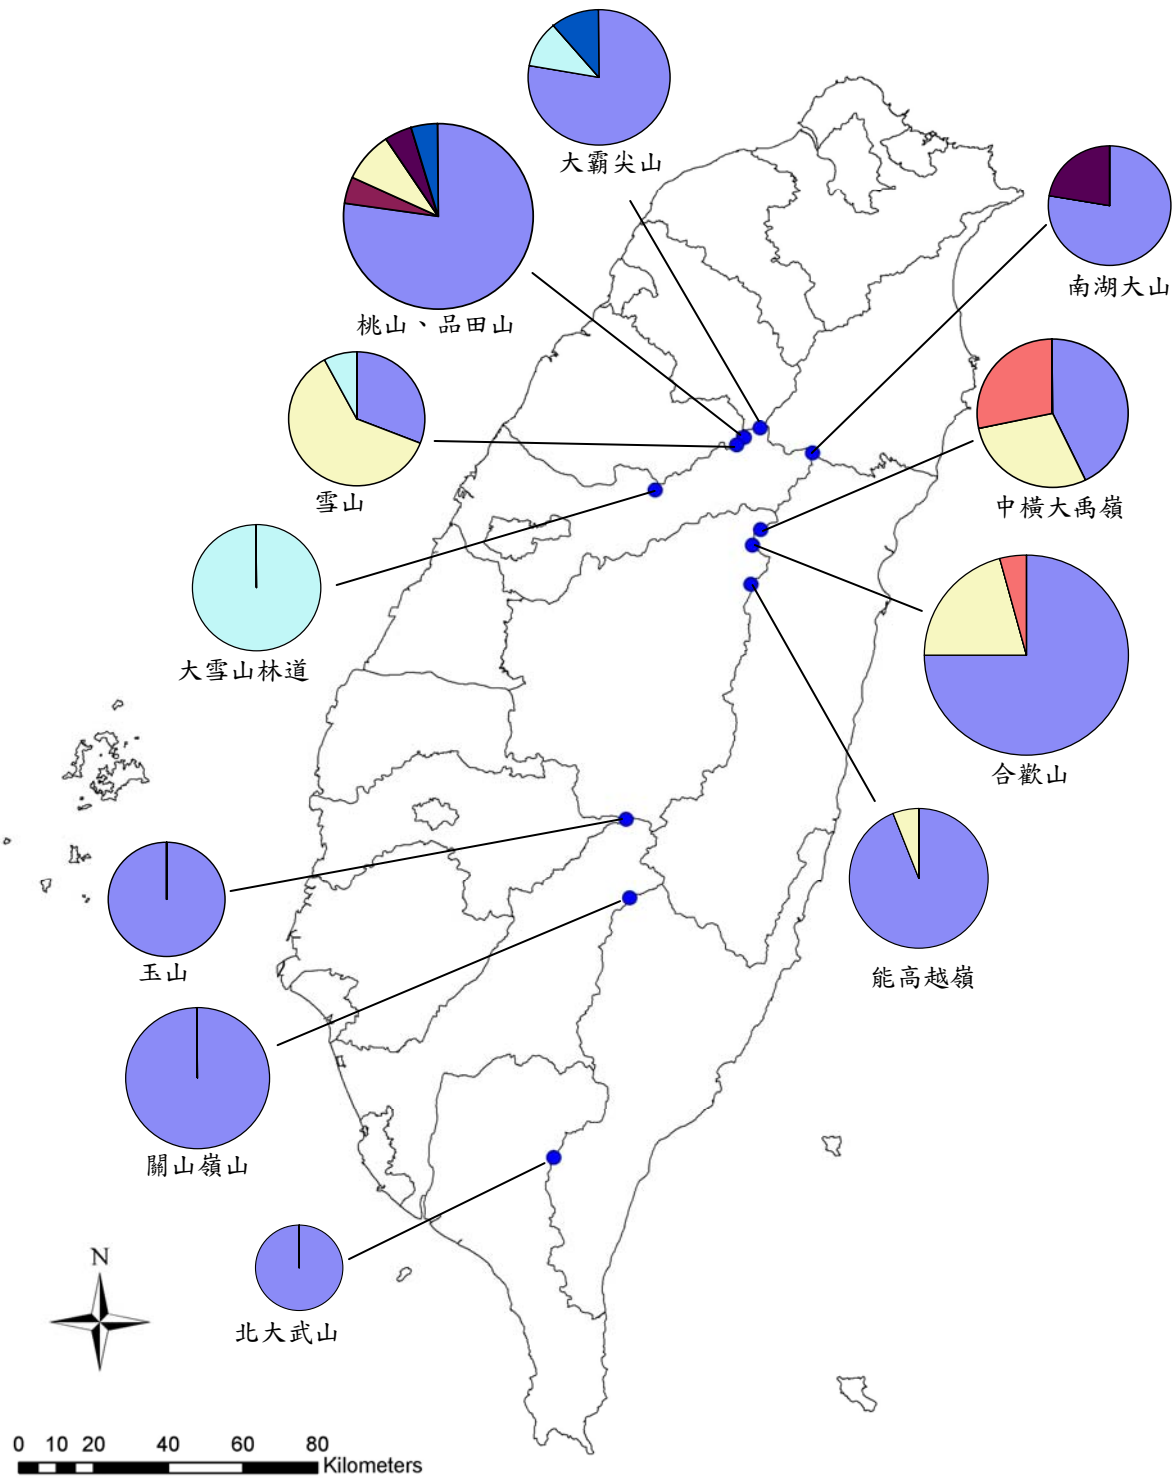 大霸尖山
南湖大山
桃山、品田山
雪山
中橫大禹嶺
大雪山林道
合歡山
玉山
能高越嶺
關山嶺山
北大武山
N
0 10 20 40 60 80
Kilometers